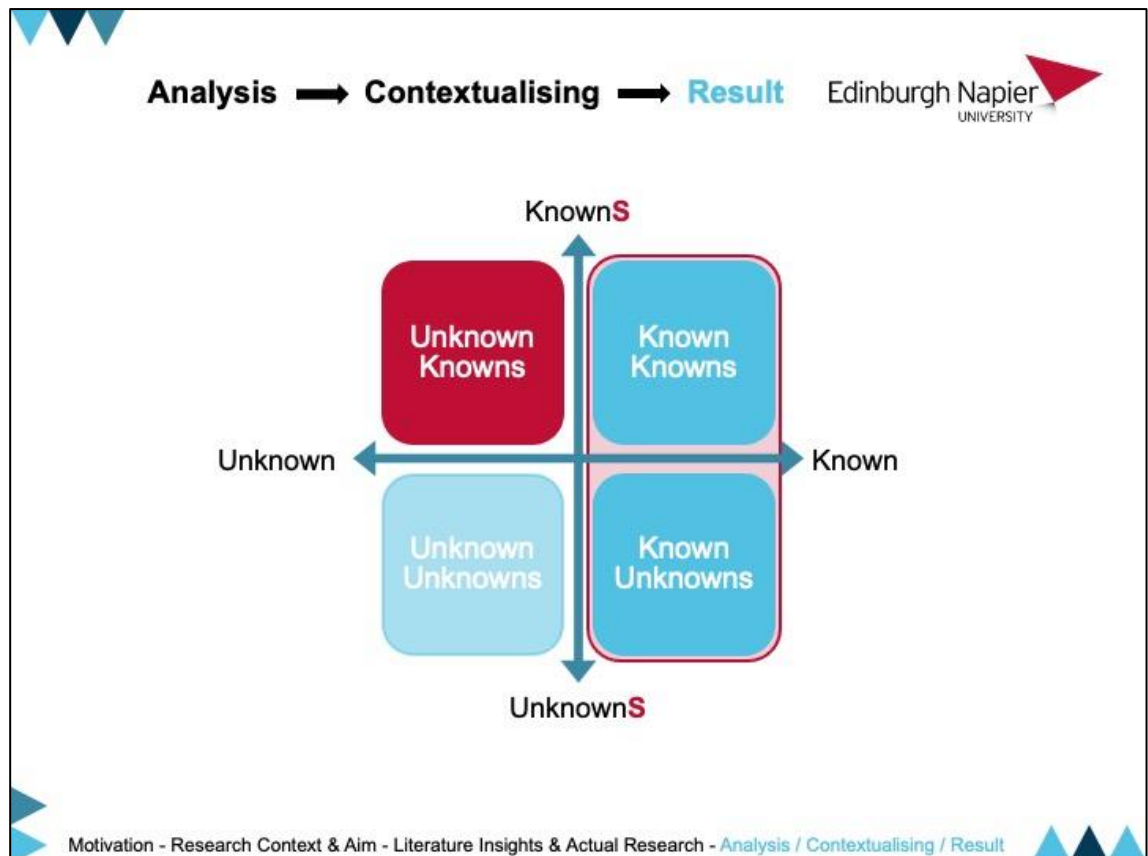 Analysis → Contextualising → Result
Edinburgh Napier
UNIVERSITY
KnownS
Unknown
Knowns
Known
Knowns
Unknown
Known
Unknown
Unknowns
Known
Unknowns
UnknownS
Motivation - Research Context & Aim - Literature Insights & Actual Research - Analysis / Contextualising / Result